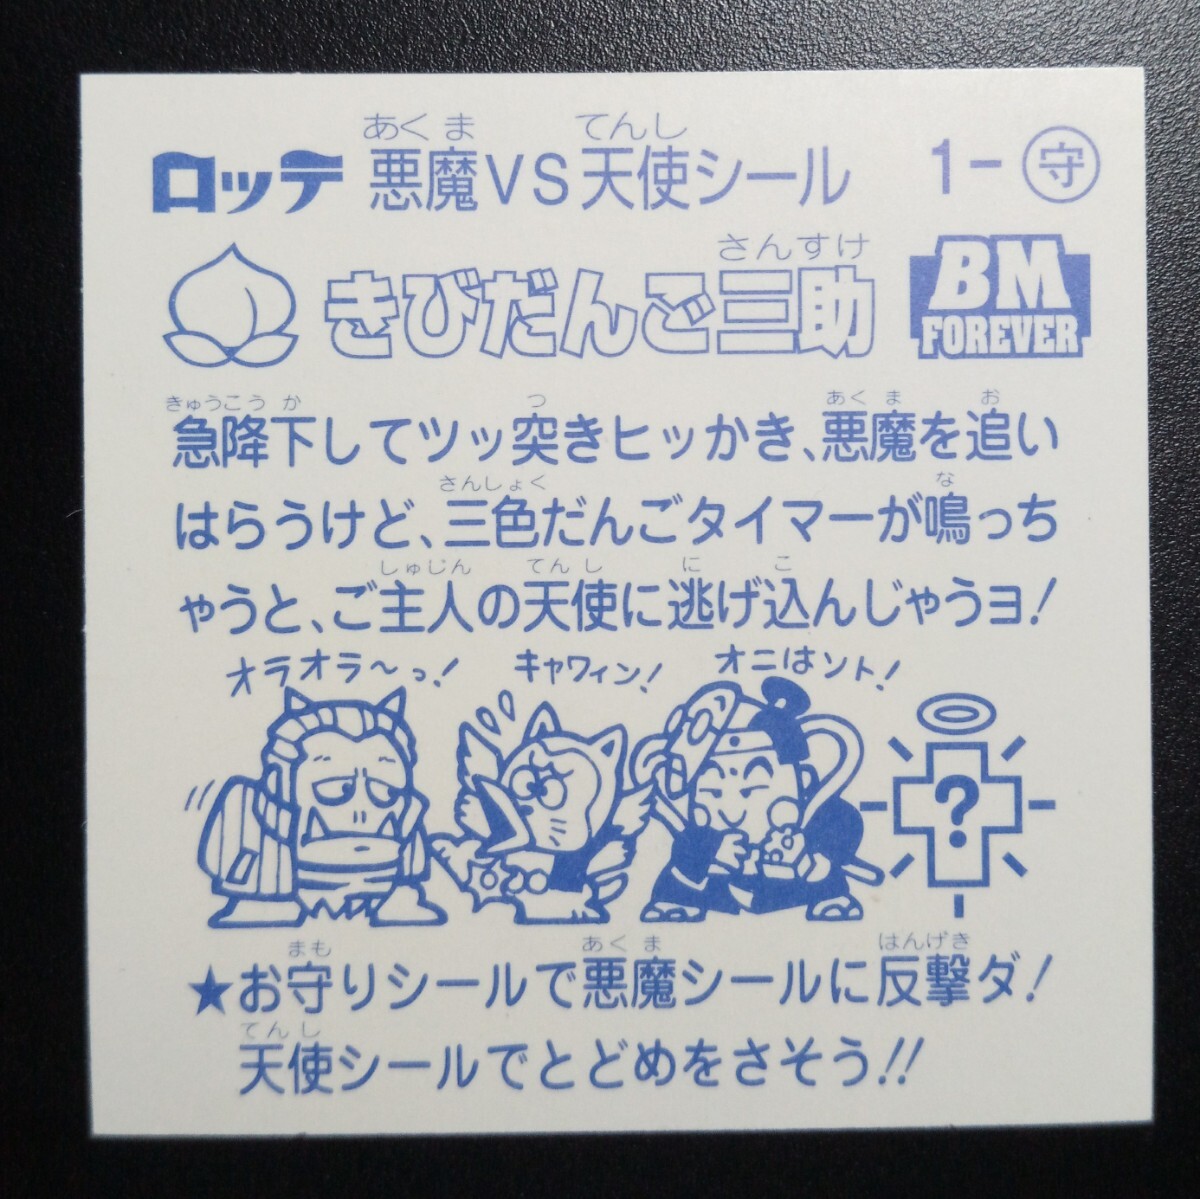 ロッテ 悪魔VS天使シール 1-守
あくま てんし
さんすけ
きびだんご三助 BM FOREVER
きゅうこうか つ あくま お
急降下してツッ突きヒッかき、悪魔を追い
さんしょく な
はらうけど、三色だんごタイマーが鳴っち
しゅじん てんし に こ
ゃうと、ご主人の天使に逃げ込んじゃうヨ!
オラオラ～っ! キャワィン! オニはソト!
?
まも あくま はんげき
★お守りシールで悪魔シールに反撃ダ!
てんし
天使シールでとどめをさそう!!